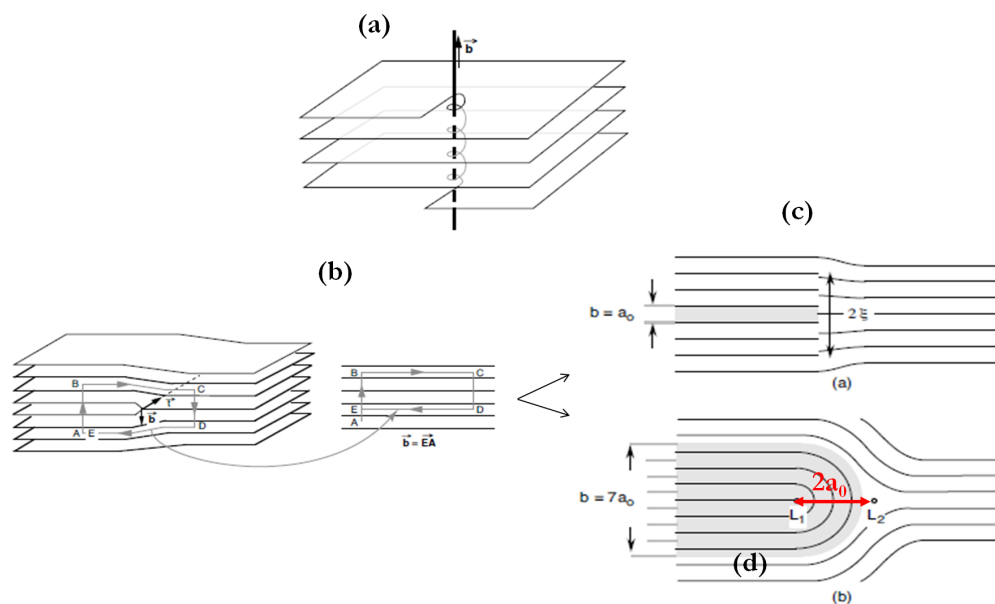 (a)
b
(c)
(b)
b = a₀
2 ξ
(a)
B
C
t
b
A E
D
B
C
E
D
A
b = EA
b = 7a₀
2a₀
L₁
L₂
(d)
(b)